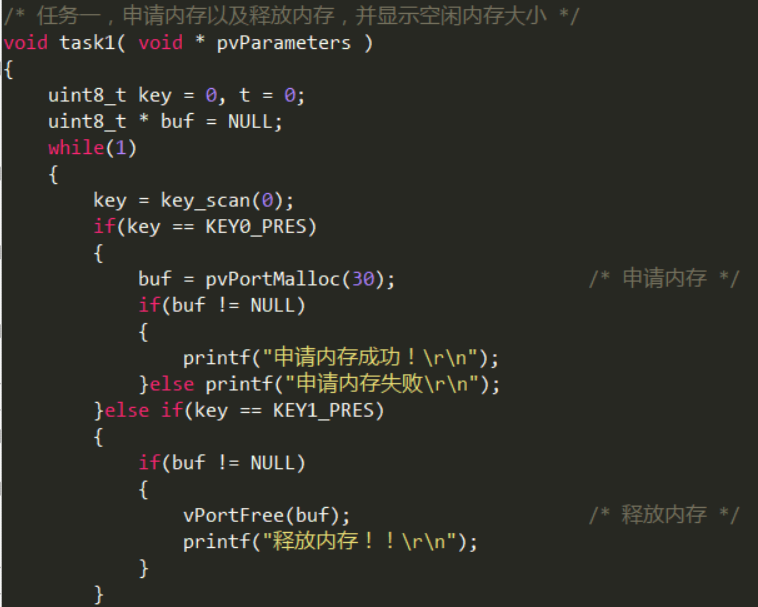 /* 任务一，申请内存以及释放内存，并显示空闲内存大小 */
void task1( void * pvParameters )
{
    uint8_t key = 0, t = 0;
    uint8_t * buf = NULL;
    while(1)
    {
        key = key_scan(0);
        if(key == KEY0_PRES)
        {
            buf = pvPortMalloc(30);                 /* 申请内存 */
            if(buf != NULL)
            {
                printf("申请内存成功！\r\n");
            }else printf("申请内存失败\r\n");
        }else if(key == KEY1_PRES)
        {
            if(buf != NULL)
            {
                vPortFree(buf);                     /* 释放内存 */
                printf("释放内存！！\r\n");
            }
        }